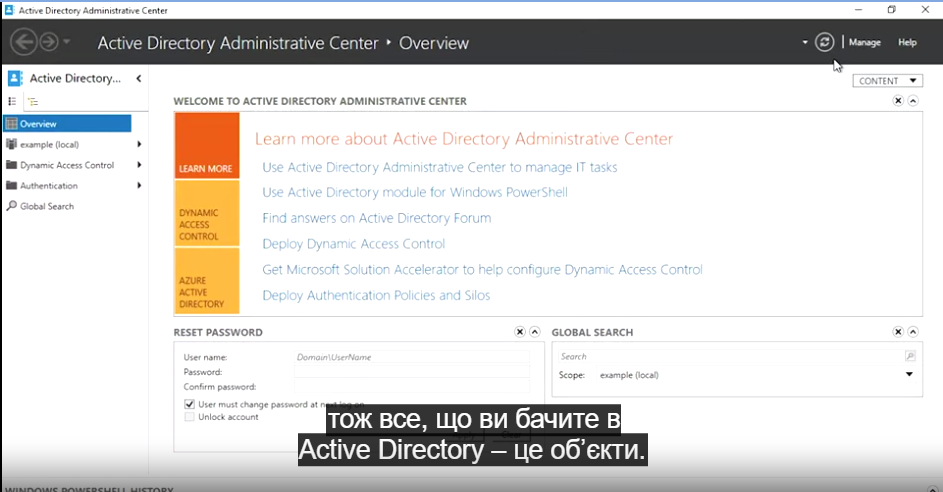 Active Directory Administrative Center
Active Directory Administrative Center • Overview
Manage
Help
Active Directory...
CONTENT
Overview
example (local)
Dynamic Access Control
Authentication
Global Search
WELCOME TO ACTIVE DIRECTORY ADMINISTRATIVE CENTER
LEARN MORE
DYNAMIC
ACCESS
CONTROL
AZURE
ACTIVE
DIRECTORY
Learn more about Active Directory Administrative Center
Use Active Directory Administrative Center to manage IT tasks
Use Active Directory module for Windows PowerShell
Find answers on Active Directory Forum
Deploy Dynamic Access Control
Get Microsoft Solution Accelerator to help configure Dynamic Access Control
Deploy Authentication Policies and Silos
RESET PASSWORD
User name: Domain\UserName
Password:
Confirm password:
User must change password at next log on
Unlock account
GLOBAL SEARCH
Search
Scope: example (local)
тож все, що ви бачите в
Active Directory – це об’єкти.
WINDOWS POWERSHELL HISTORY